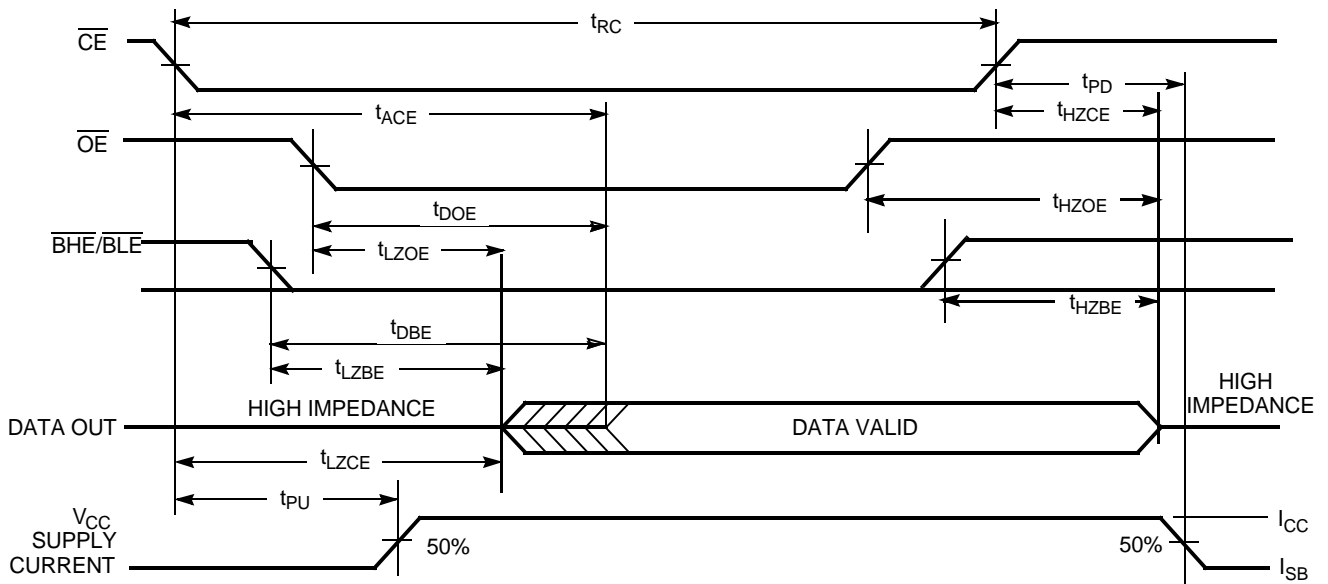 tRC
CE
tPD
tACE
tHZCE
OE
tDOE
tHZOE
BHE/BLE
tLZOE
tHZBE
tDBE
tLZBE
HIGH IMPEDANCE
HIGH
IMPEDANCE
DATA OUT
DATA VALID
tLZCE
tPU
VCC
SUPPLY
CURRENT
50%
50%
ICC
ISB